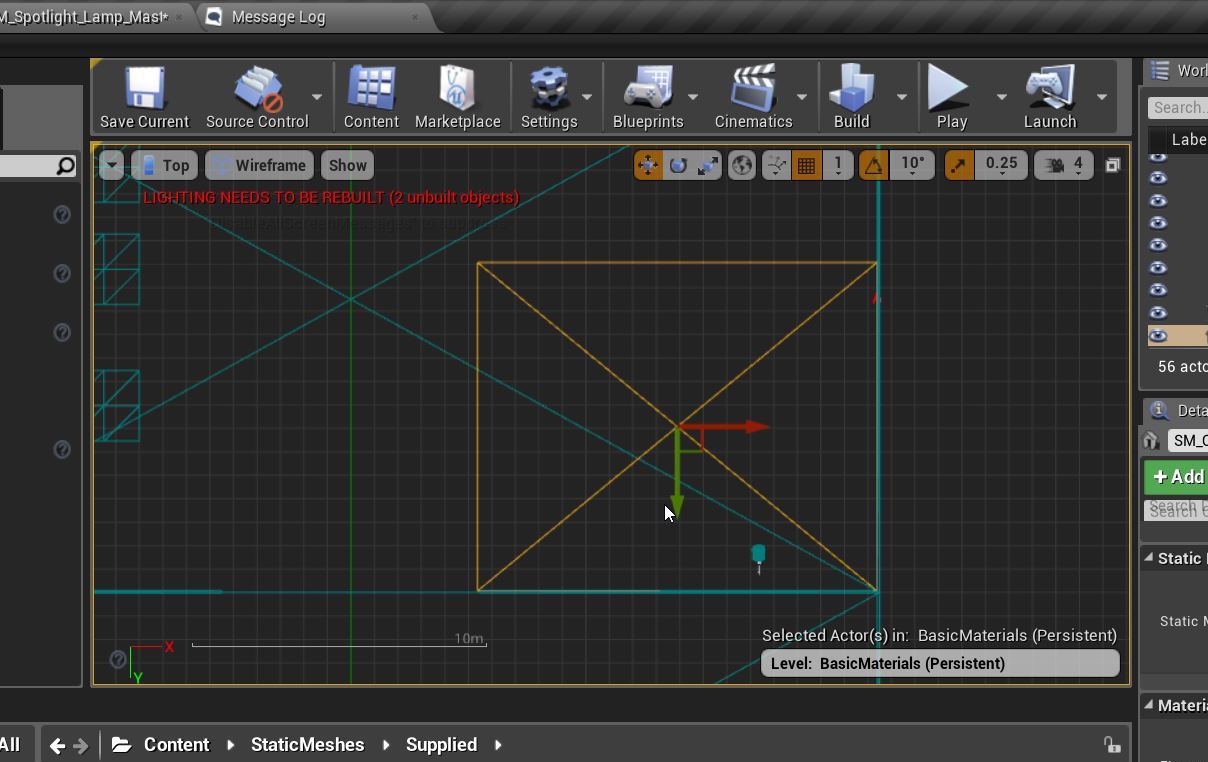 M_Spotlight_Lamp_Mast*
Message Log
Save Current
Source Control
Content
Marketplace
Settings
Blueprints
Cinematics
Build
Play
Launch
Worl
Search..
Labe
Top
Wireframe
Show
1
10°
0.25
4
LIGHTING NEEDS TO BE REBUILT (2 unbuilt objects)
56 acto
Deta
SM_C
+ Add
Search
Static
Static M
10m
X
Y
Selected Actor(s) in: BasicMaterials (Persistent)
Level: BasicMaterials (Persistent)
Materia
All
Content
StaticMeshes
Supplied